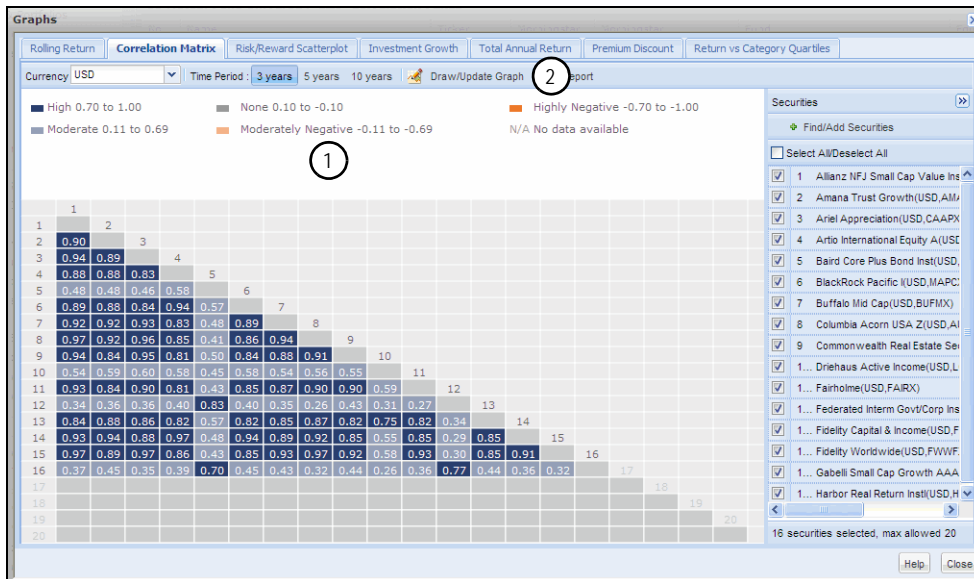 Graphs
Rolling Return Correlation Matrix Risk/Reward Scatterplot Investment Growth Total Annual Return Premium Discount Return vs Category Quartiles
Currency USD Time Period : 3 years 5 years 10 years Draw/Update Graph 2 port
High 0.70 to 1.00 None 0.10 to -0.10 Highly Negative -0.70 to -1.00
Moderate 0.11 to 0.69 Moderately Negative -0.11 to -0.69 N/A No data available
1
1
1 2
2 0.90 3
3 0.94 0.89 4
4 0.88 0.88 0.83 5
5 0.48 0.48 0.46 0.58 6
6 0.89 0.88 0.84 0.94 0.57 7
7 0.92 0.92 0.93 0.83 0.48 0.89 8
8 0.97 0.92 0.96 0.85 0.41 0.86 0.94 9
9 0.94 0.84 0.95 0.81 0.50 0.84 0.88 0.91 10
10 0.54 0.59 0.60 0.58 0.45 0.58 0.54 0.56 0.55 11
11 0.93 0.84 0.90 0.81 0.43 0.85 0.87 0.90 0.90 0.59 12
12 0.34 0.36 0.36 0.40 0.83 0.40 0.35 0.26 0.43 0.31 0.27 13
13 0.84 0.88 0.86 0.82 0.57 0.82 0.85 0.87 0.82 0.75 0.82 0.34 14
14 0.93 0.94 0.88 0.97 0.48 0.94 0.89 0.92 0.85 0.55 0.85 0.29 0.85 15
15 0.97 0.89 0.97 0.86 0.43 0.85 0.93 0.97 0.92 0.58 0.93 0.30 0.85 0.91 16
16 0.37 0.45 0.35 0.39 0.70 0.45 0.43 0.32 0.44 0.26 0.36 0.77 0.44 0.36 0.32 17
17 18
18 19
19 20
20
Securities
Find/Add Securities
Select All/Deselect All
1 Allianz NFJ Small Cap Value Ins
2 Amana Trust Growth(USD,AMA
3 Ariel Appreciation(USD,CAAPX
4 Artio International Equity A(USD
5 Baird Core Plus Bond Inst(USD,
6 BlackRock Pacific I(USD,MAPC
7 Buffalo Mid Cap(USD,BUFMX)
8 Columbia Acorn USA Z(USD,A
9 Commonwealth Real Estate Se
1... Driehaus Active Income(USD,L
1... Fairholme(USD,FAIRX)
1... Federated Interm Govt/Corp Ins
1... Fidelity Capital & Income(USD,F
1... Fidelity Worldwide(USD,FWWF
1... Gabelli Small Cap Growth AAA
1... Harbor Real Return Instl(USD,H
16 securities selected, max allowed 20
Help Close